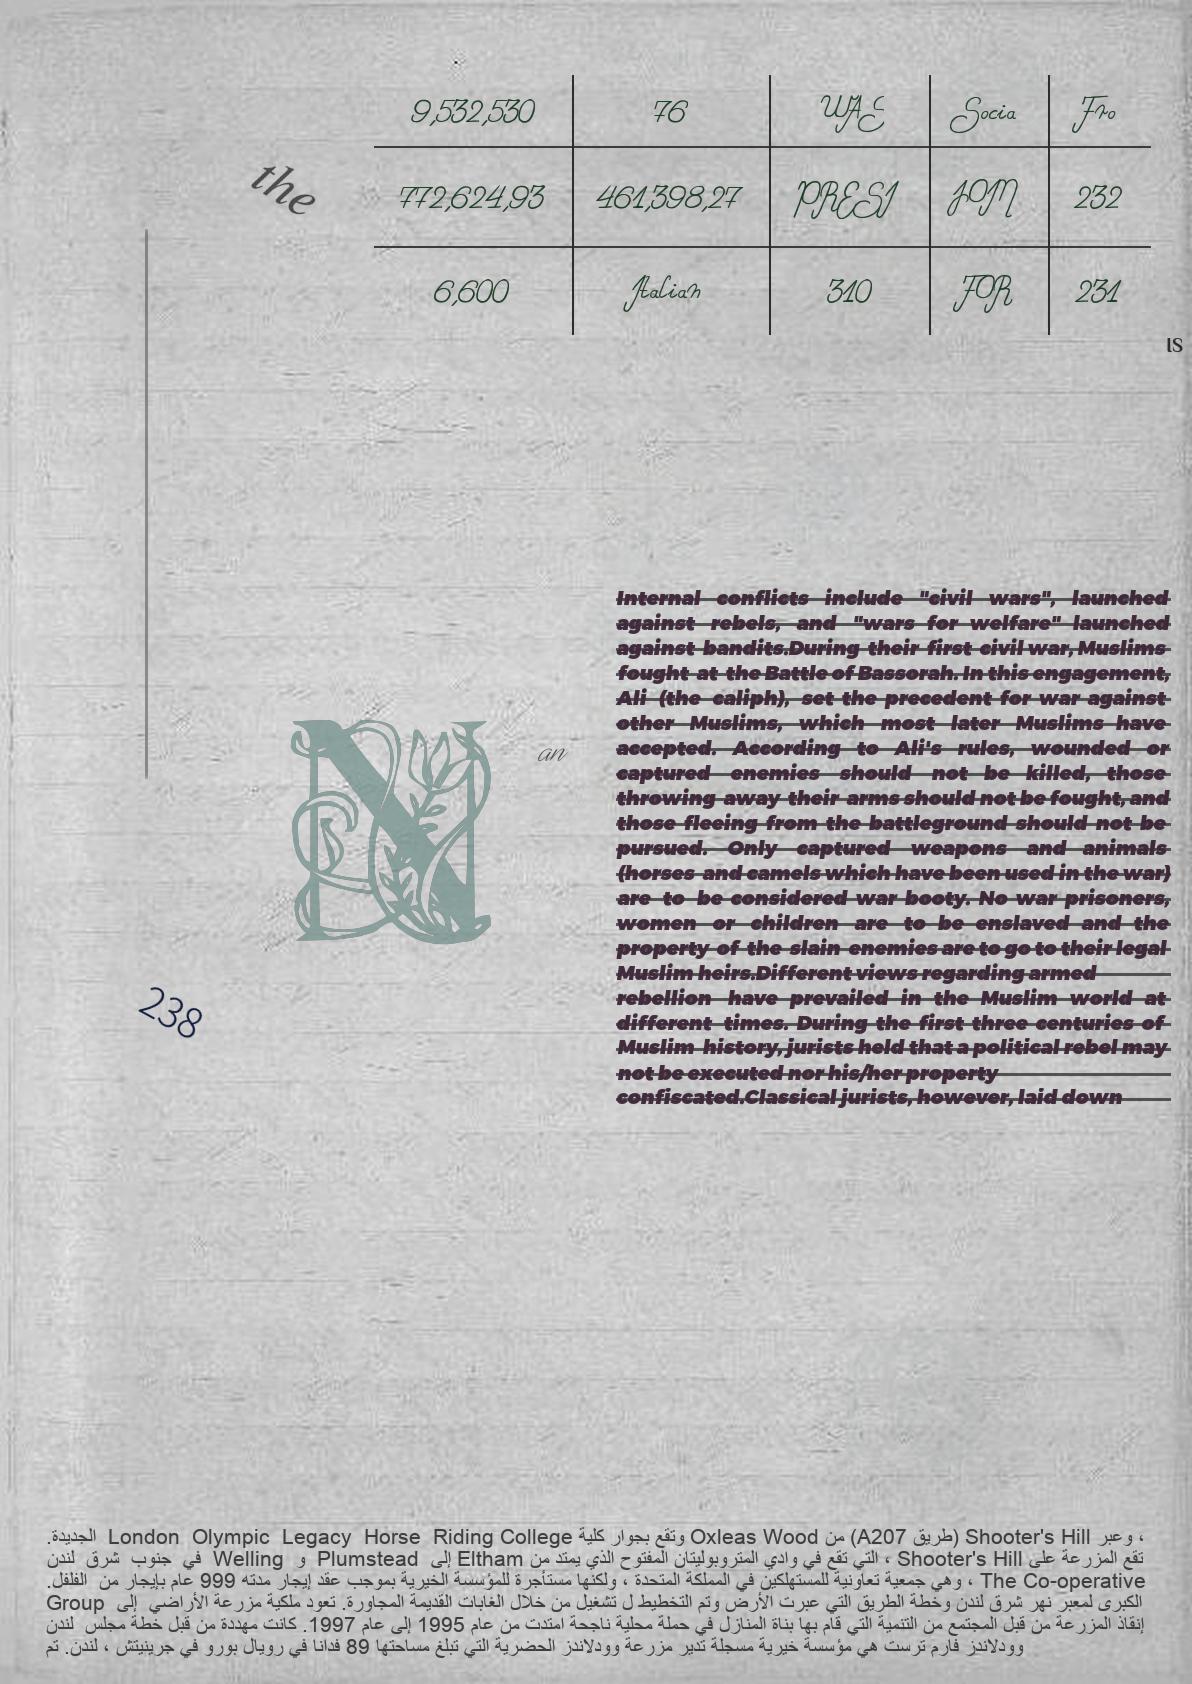 9,532,530 76 WAE Socia Fro
the
772,624,93 461,398,27 PRESI IOM 232
6,600 Italian 310 FOR 231
is
Internal conflicts include "civil wars", launched
against rebels, and "wars for welfare" launched
against bandits.During their first civil war, Muslims
fought at the Battle of Bassorah. In this engagement,
Ali (the caliph), set the precedent for war against
other Muslims, which most later Muslims have
accepted. According to Ali's rules, wounded or
captured enemies should not be killed, those
throwing away their arms should not be fought, and
those fleeing from the battleground should not be
pursued. Only captured weapons and animals
(horses and camels which have been used in the war)
are to be considered war booty. No war prisoners,
women or children are to be enslaved and the
property of the slain enemies are to go to their legal
Muslim heirs.Different views regarding armed
rebellion have prevailed in the Muslim world at
different times. During the first three centuries of
Muslim history, jurists held that a political rebel may
not be executed nor his/her property
confiscated.Classical jurists, however, laid down
N
an
238
، وعبر Shooter's Hill (طريق A207) من Oxleas Wood وتقع بجوار كلية London Olympic Legacy Horse Riding College الجديدة.
تقع المزرعة على Shooter's Hill ، التي تقع في وادي المتروبوليتان المفتوح الذي يمتد من Eltham إلى Plumstead و Welling في جنوب شرق لندن
The Co-operative ، وهي جمعية تعاونية للمستهلكين في المملكة المتحدة ، ولكنها مستأجرة للمؤسسة الخيرية بموجب عقد إيجار مدته 999 عام بإيجار من الفلفل.
الكبرى لمعبر نهر شرق لندن وخطة الطريق التي عبرت الأرض وتم التخطيط ل تشغيل من خلال الغابات القديمة المجاورة. تعود ملكية مزرعة الأراضي إلى Group
إنقاذ المزرعة من قبل المجتمع من التنمية التي قام بها بناة المنازل في حملة محلية ناجحة امتدت من عام 1995 إلى عام 1997. كانت مهددة من قبل خطة مجلس لندن
وودلاندز فارم ترست هي مؤسسة خيرية مسجلة تدير مزرعة وودلاندز الحضرية التي تبلغ مساحتها 89 فدانا في رويال بورو في جرينيتش ، لندن. تم